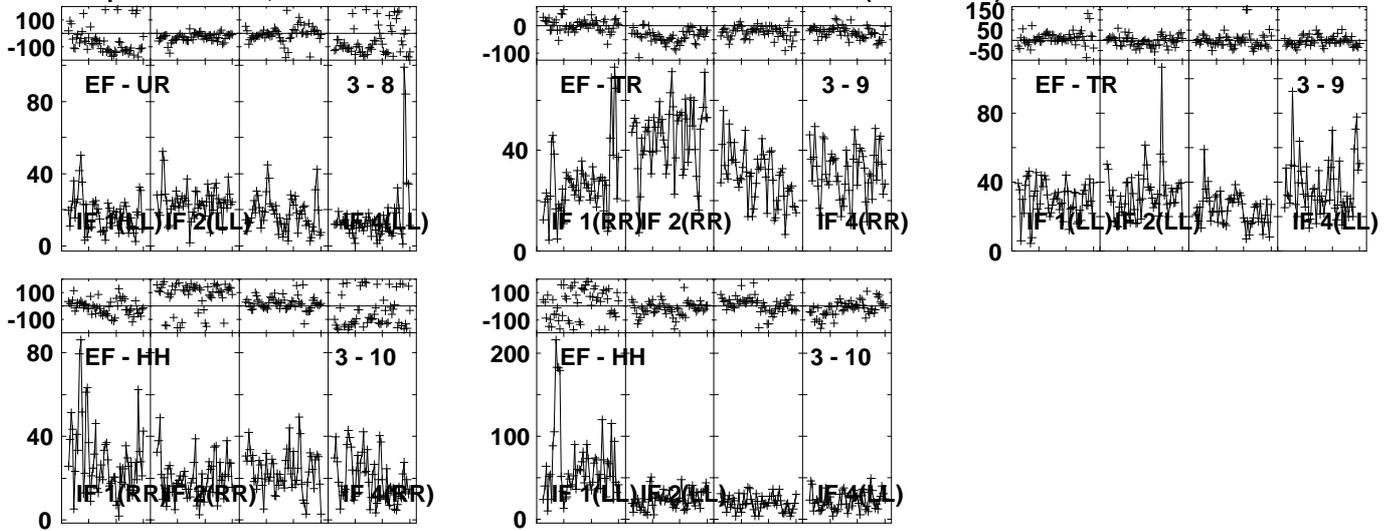 100
-100
EF - UR 3 - 8
80
40
0
IF 1(LL) IF 2(LL) IF 4(LL)
0
-100
EF - TR 3 - 9
40
0
IF 1(RR) IF 2(RR) IF 4(RR)
150
50
-50
EF - TR 3 - 9
80
40
0
IF 1(LL) IF 2(LL) IF 4(LL)
100
-100
EF - HH 3 - 10
80
40
0
IF 1(RR) IF 2(RR) IF 4(RR)
100
-100
EF - HH 3 - 10
200
100
0
IF 1(LL) IF 2(LL) IF 4(LL)